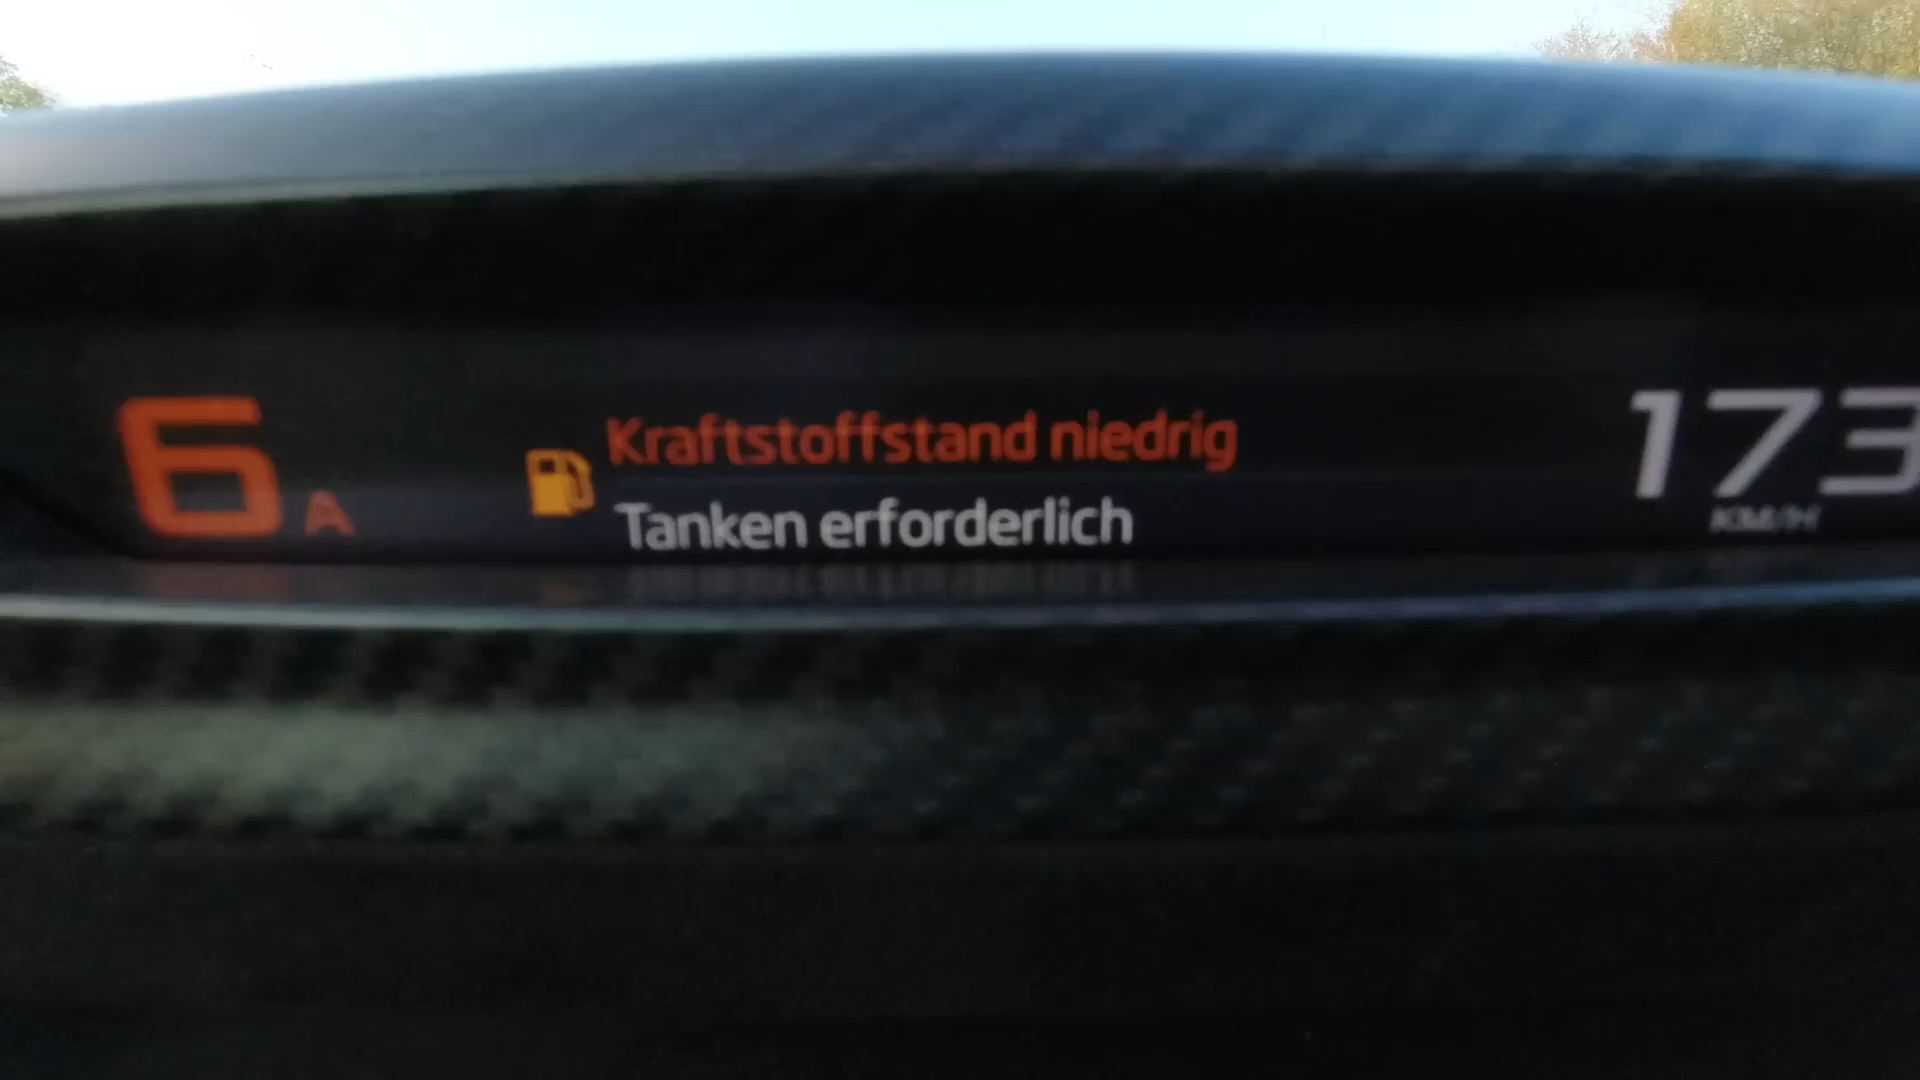 6 A
Kraftstoffstand niedrig
Tanken erforderlich
173
KM/H